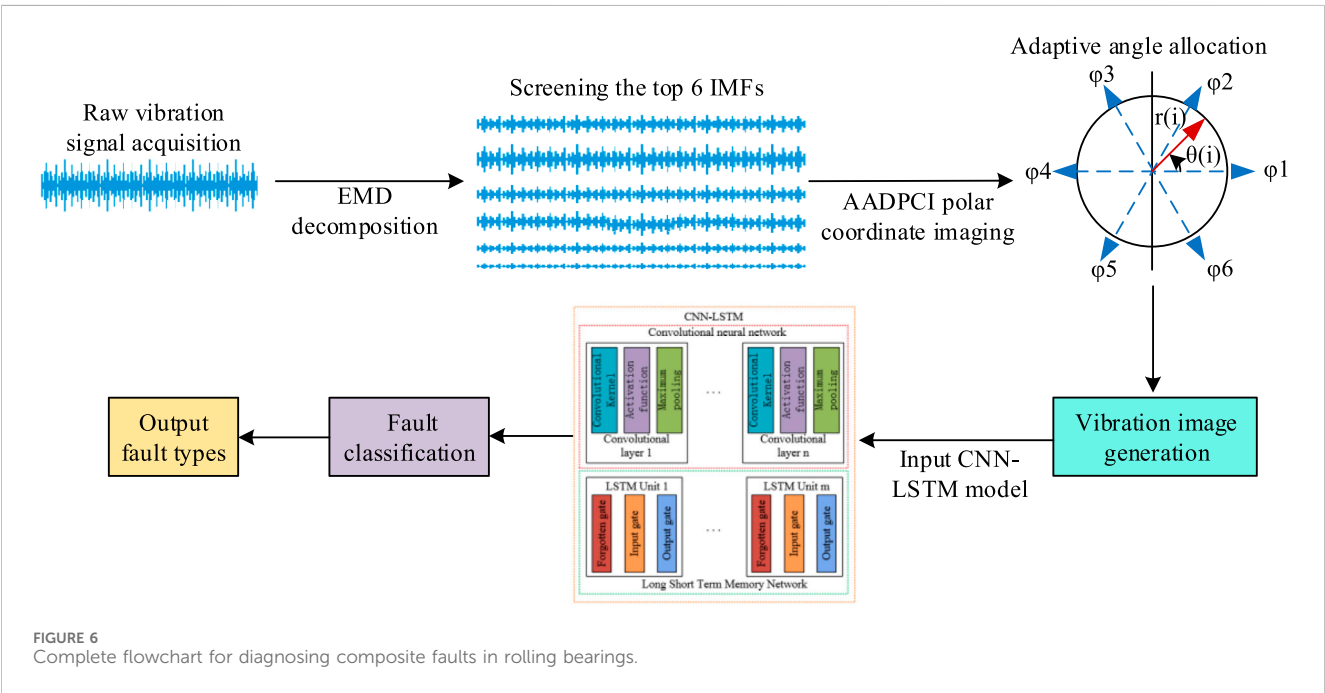 Raw vibration
signal acquisition
EMD
decomposition
Screening the top 6 IMFs
AADPCI polar
coordinate imaging
Adaptive angle allocation
φ3
φ2
r(i)
θ(i)
φ4
φ1
φ5
φ6
Vibration image
generation
Input CNN-
LSTM model
CNN-LSTM
Convolutional neural network
Convolutional
Kernel
Activation
function
Maximum
pooling
...
Convolutional
Kernel
Activation
function
Maximum
pooling
Convolutional
layer 1
Convolutional
layer n
LSTM Unit 1
LSTM Unit m
Forgotten gate
Input gate
Output gate
...
Forgotten gate
Input gate
Output gate
Long Short Term Memory Network
Fault
classification
Output
fault types
FIGURE 6
Complete flowchart for diagnosing composite faults in rolling bearings.